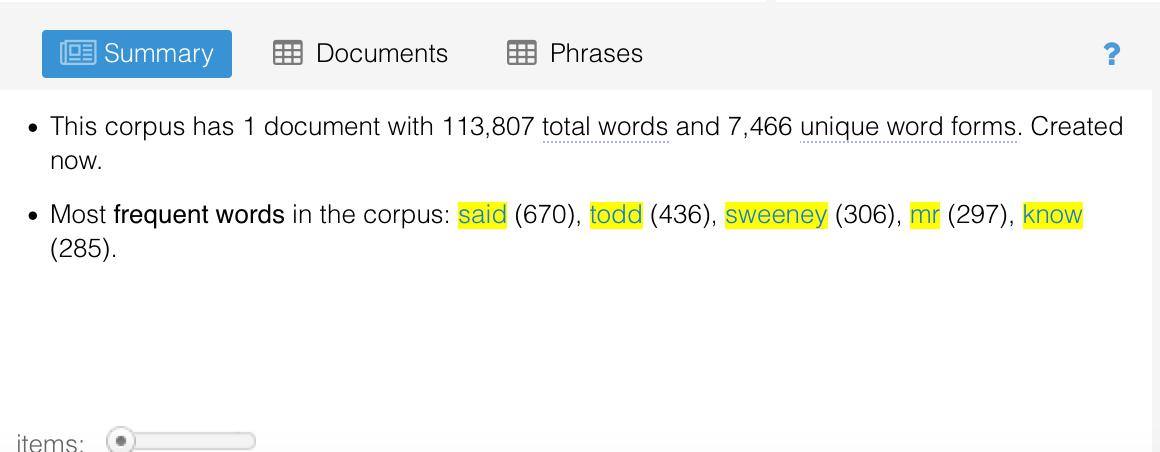 Summary Documents Phrases ?
This corpus has 1 document with 113,807 total words and 7,466 unique word forms. Created
now.
Most frequent words in the corpus: said (670), todd (436), sweeney (306), mr (297), know
(285).
items: